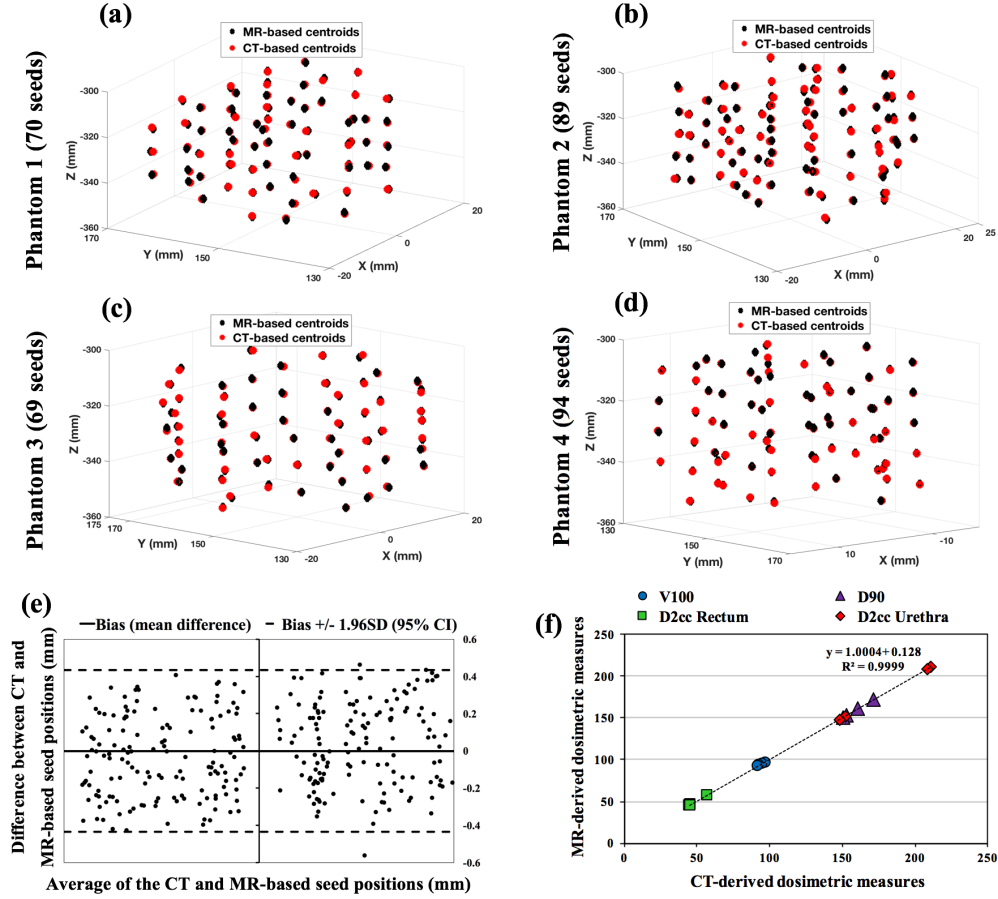 (a)
MR-based centroids
CT-based centroids
Phantom 1 (70 seeds)
Z (mm)
-300
-320
-340
-360
170
Y (mm)
150
130
-20
X (mm)
0
20
(b)
MR-based centroids
CT-based centroids
Phantom 2 (89 seeds)
Z (mm)
-300
-320
-340
-360
170
Y (mm)
150
130
-20
X (mm)
0
20
25
(c)
MR-based centroids
CT-based centroids
Phantom 3 (69 seeds)
Z (mm)
-300
-320
-340
-360
175
170
Y (mm)
150
130
-20
X (mm)
0
20
(d)
MR-based centroids
CT-based centroids
Phantom 4 (94 seeds)
Z (mm)
-300
-320
-340
-360
130
Y (mm)
150
170
10
X (mm)
-10
(e)
Bias (mean difference)
Bias +/- 1.96SD (95% CI)
Difference between CT and
MR-based seed positions (mm)
0.6
0.4
0.2
0
-0.2
-0.4
-0.6
Average of the CT and MR-based seed positions (mm)
(f)
V100
D90
D2cc Rectum
D2cc Urethra
MR-derived dosimetric measures
250
200
150
100
50
0
y = 1.0004+0.128
R² = 0.9999
0
50
100
150
200
250
CT-derived dosimetric measures